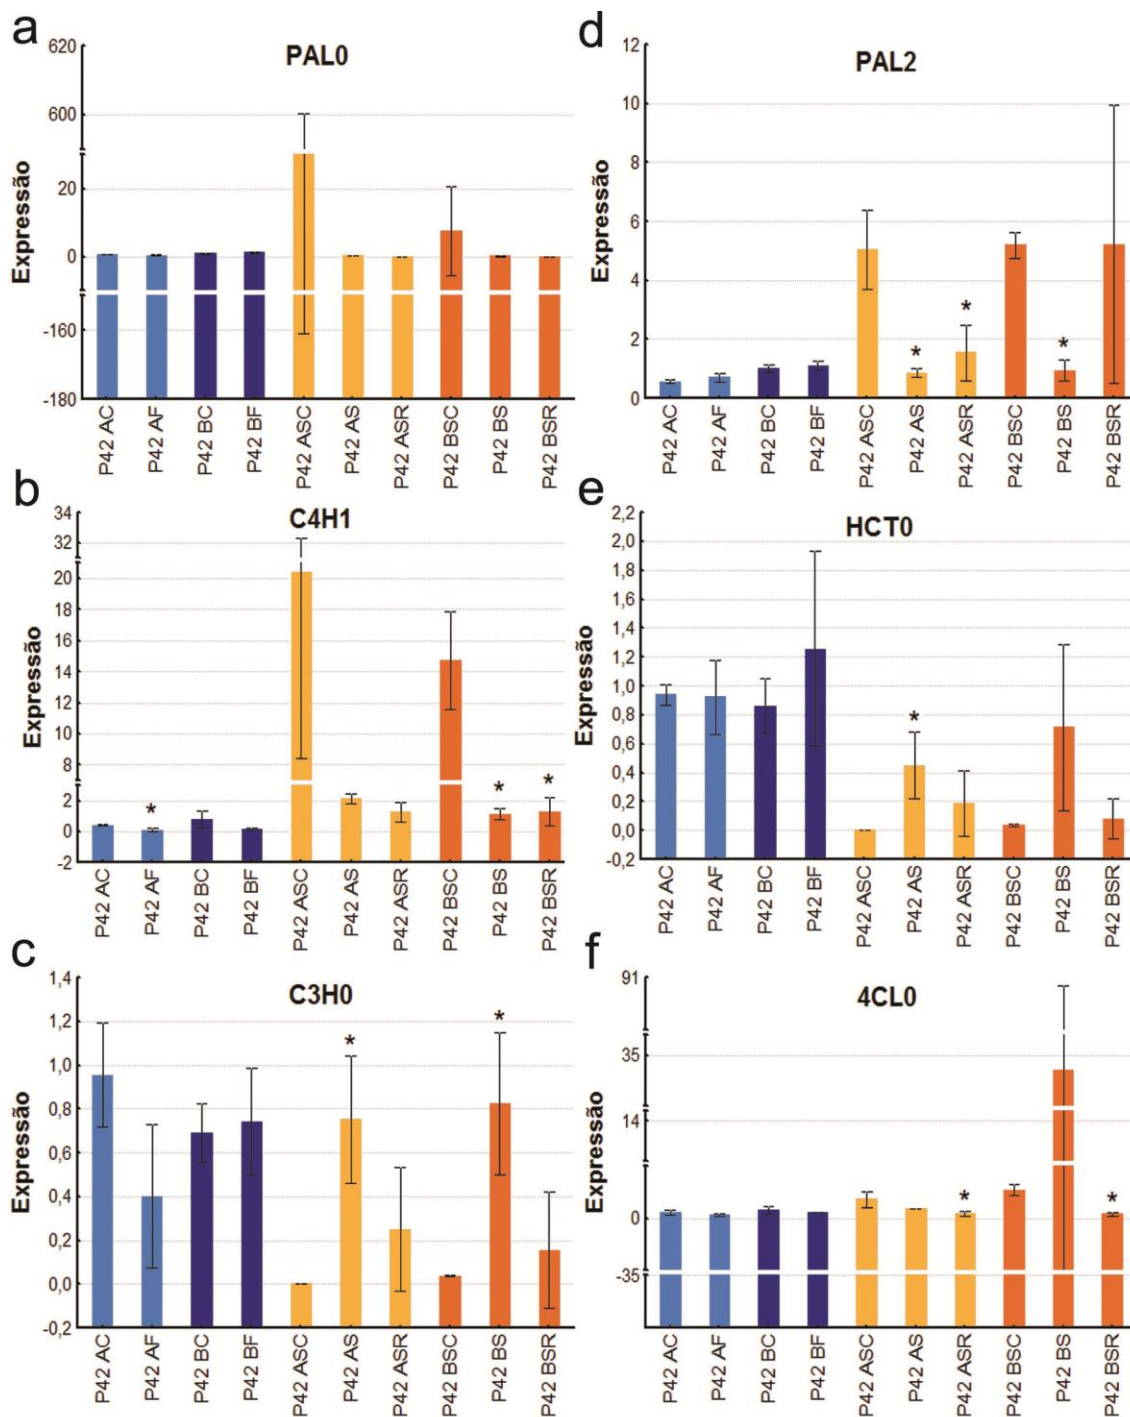 a
PAL0
Expressão
620
600
20
0
-160
-180
P42 AC
P42 AF
P42 BC
P42 BF
P42 ASC
P42 AS
P42 ASR
P42 BSC
P42 BS
P42 BSR
d
PAL2
Expressão
12
10
8
6
4
2
0
*
*
*
P42 AC
P42 AF
P42 BC
P42 BF
P42 ASC
P42 AS
P42 ASR
P42 BSC
P42 BS
P42 BSR
b
C4H1
Expressão
34
32
20
18
16
14
12
10
8
2
0
-2
*
*
*
P42 AC
P42 AF
P42 BC
P42 BF
P42 ASC
P42 AS
P42 ASR
P42 BSC
P42 BS
P42 BSR
e
HCT0
Expressão
2,2
2,0
1,8
1,6
1,4
1,2
1,0
0,8
0,6
0,4
0,2
0,0
-0,2
*
P42 AC
P42 AF
P42 BC
P42 BF
P42 ASC
P42 AS
P42 ASR
P42 BSC
P42 BS
P42 BSR
c
C3H0
Expressão
1,4
1,2
1,0
0,8
0,6
0,4
0,2
0,0
-0,2
*
*
P42 AC
P42 AF
P42 BC
P42 BF
P42 ASC
P42 AS
P42 ASR
P42 BSC
P42 BS
P42 BSR
f
4CL0
Expressão
91
35
14
0
-35
*
*
P42 AC
P42 AF
P42 BC
P42 BF
P42 ASC
P42 AS
P42 ASR
P42 BSC
P42 BS
P42 BSR